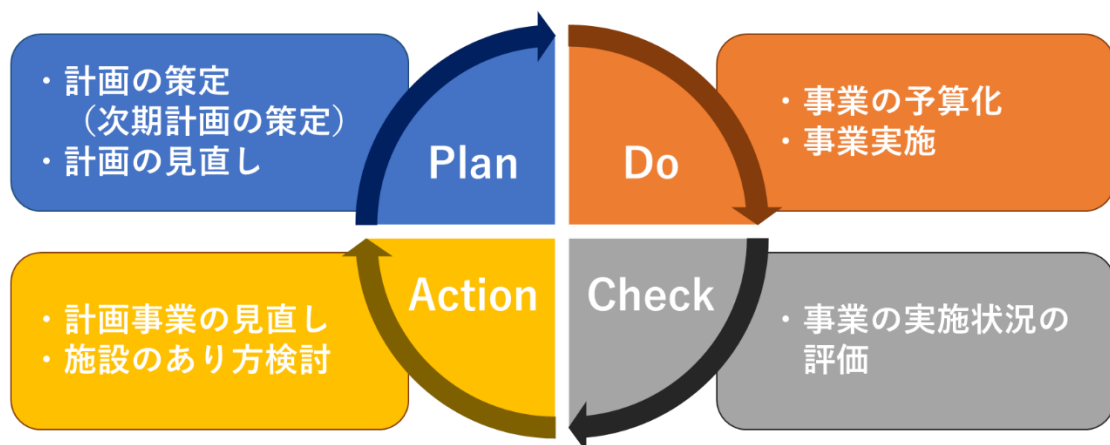 ・計画の策定
（次期計画の策定）
・計画の見直し
Plan
Do
・事業の予算化
・事業実施
・計画事業の見直し
・施設のあり方検討
Action
Check
・事業の実施状況の
評価